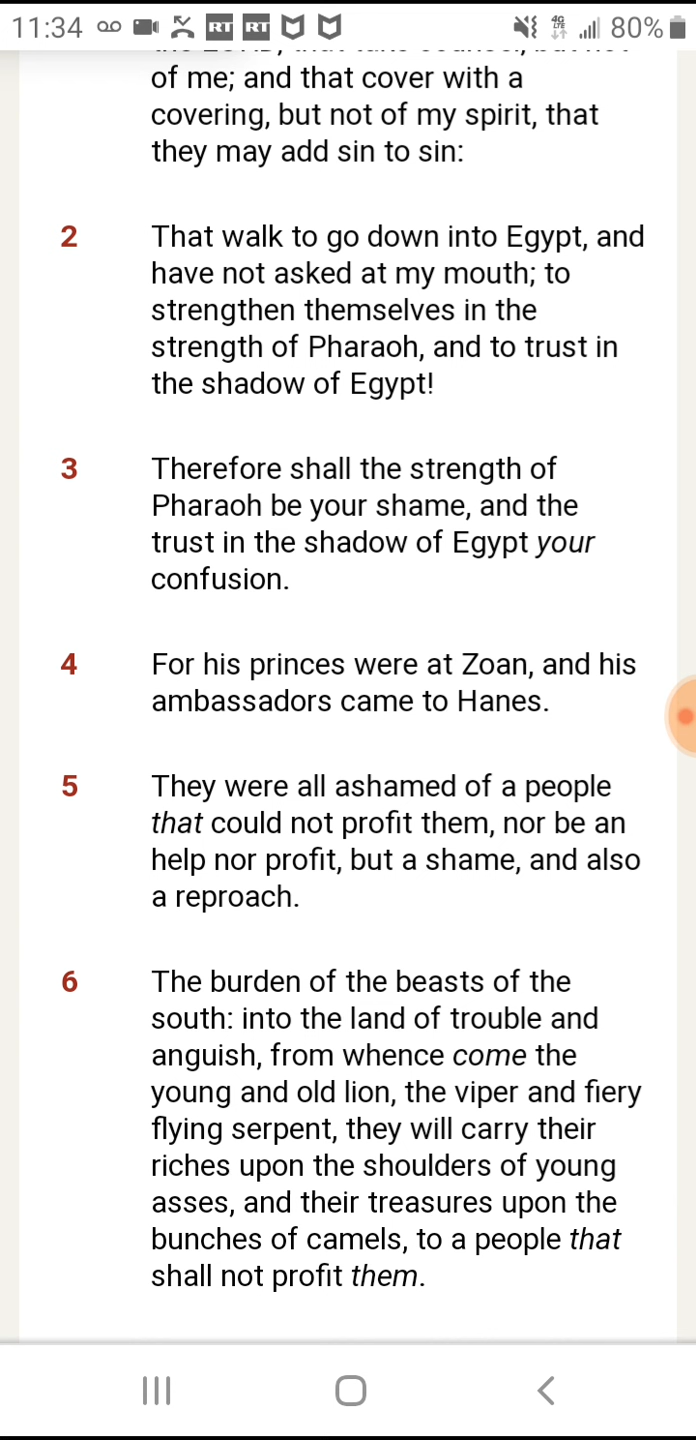 11:34 RT RT 4G LTE 80%
of me; and that cover with a
covering, but not of my spirit, that
they may add sin to sin:
2 That walk to go down into Egypt, and
have not asked at my mouth; to
strengthen themselves in the
strength of Pharaoh, and to trust in
the shadow of Egypt!
3 Therefore shall the strength of
Pharaoh be your shame, and the
trust in the shadow of Egypt your
confusion.
4 For his princes were at Zoan, and his
ambassadors came to Hanes.
5 They were all ashamed of a people
that could not profit them, nor be an
help nor profit, but a shame, and also
a reproach.
6 The burden of the beasts of the
south: into the land of trouble and
anguish, from whence come the
young and old lion, the viper and fiery
flying serpent, they will carry their
riches upon the shoulders of young
asses, and their treasures upon the
bunches of camels, to a people that
shall not profit them.